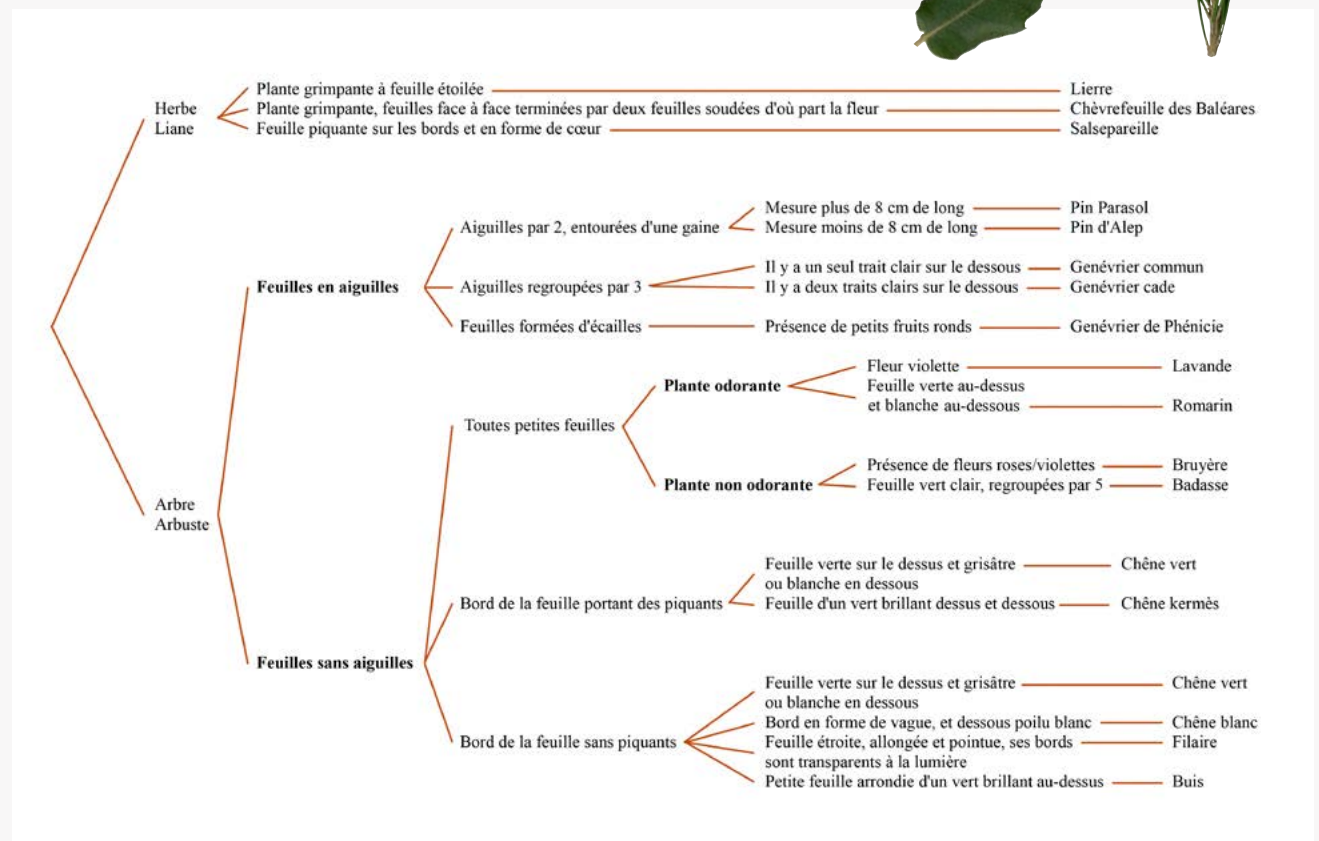 Plante grimpante à feuille étoilée
Lierre
Herbe
Liane
Plante grimpante, feuilles face à face terminées par deux feuilles soudées d'où part la fleur
Chèvrefeuille des Baléares
Feuille piquante sur les bords et en forme de cœur
Salsepareille
Arbre
Arbuste
Feuilles en aiguilles
Aiguilles par 2, entourées d'une gaine
Mesure plus de 8 cm de long
Pin Parasol
Mesure moins de 8 cm de long
Pin d'Alep
Aiguilles regroupées par 3
Il y a un seul trait clair sur le dessous
Genévrier commun
Il y a deux traits clairs sur le dessous
Genévrier cade
Feuilles formées d'écailles
Présence de petits fruits ronds
Genévrier de Phénicie
Feuilles sans aiguilles
Toutes petites feuilles
Plante odorante
Fleur violette
Lavande
Feuille verte au-dessus
et blanche au-dessous
Romarin
Plante non odorante
Présence de fleurs roses/violettes
Bruyère
Feuille vert clair, regroupées par 5
Badasse
Bord de la feuille portant des piquants
Feuille verte sur le dessus et grisâtre
ou blanche en dessous
Chêne vert
Feuille d'un vert brillant dessus et dessous
Chêne kermès
Bord de la feuille sans piquants
Feuille verte sur le dessus et grisâtre
ou blanche en dessous
Chêne vert
Bord en forme de vague, et dessous poilu blanc
Chêne blanc
Feuille étroite, allongée et pointue, ses bords
sont transparents à la lumière
Filaire
Petite feuille arrondie d'un vert brillant au-dessus
Buis